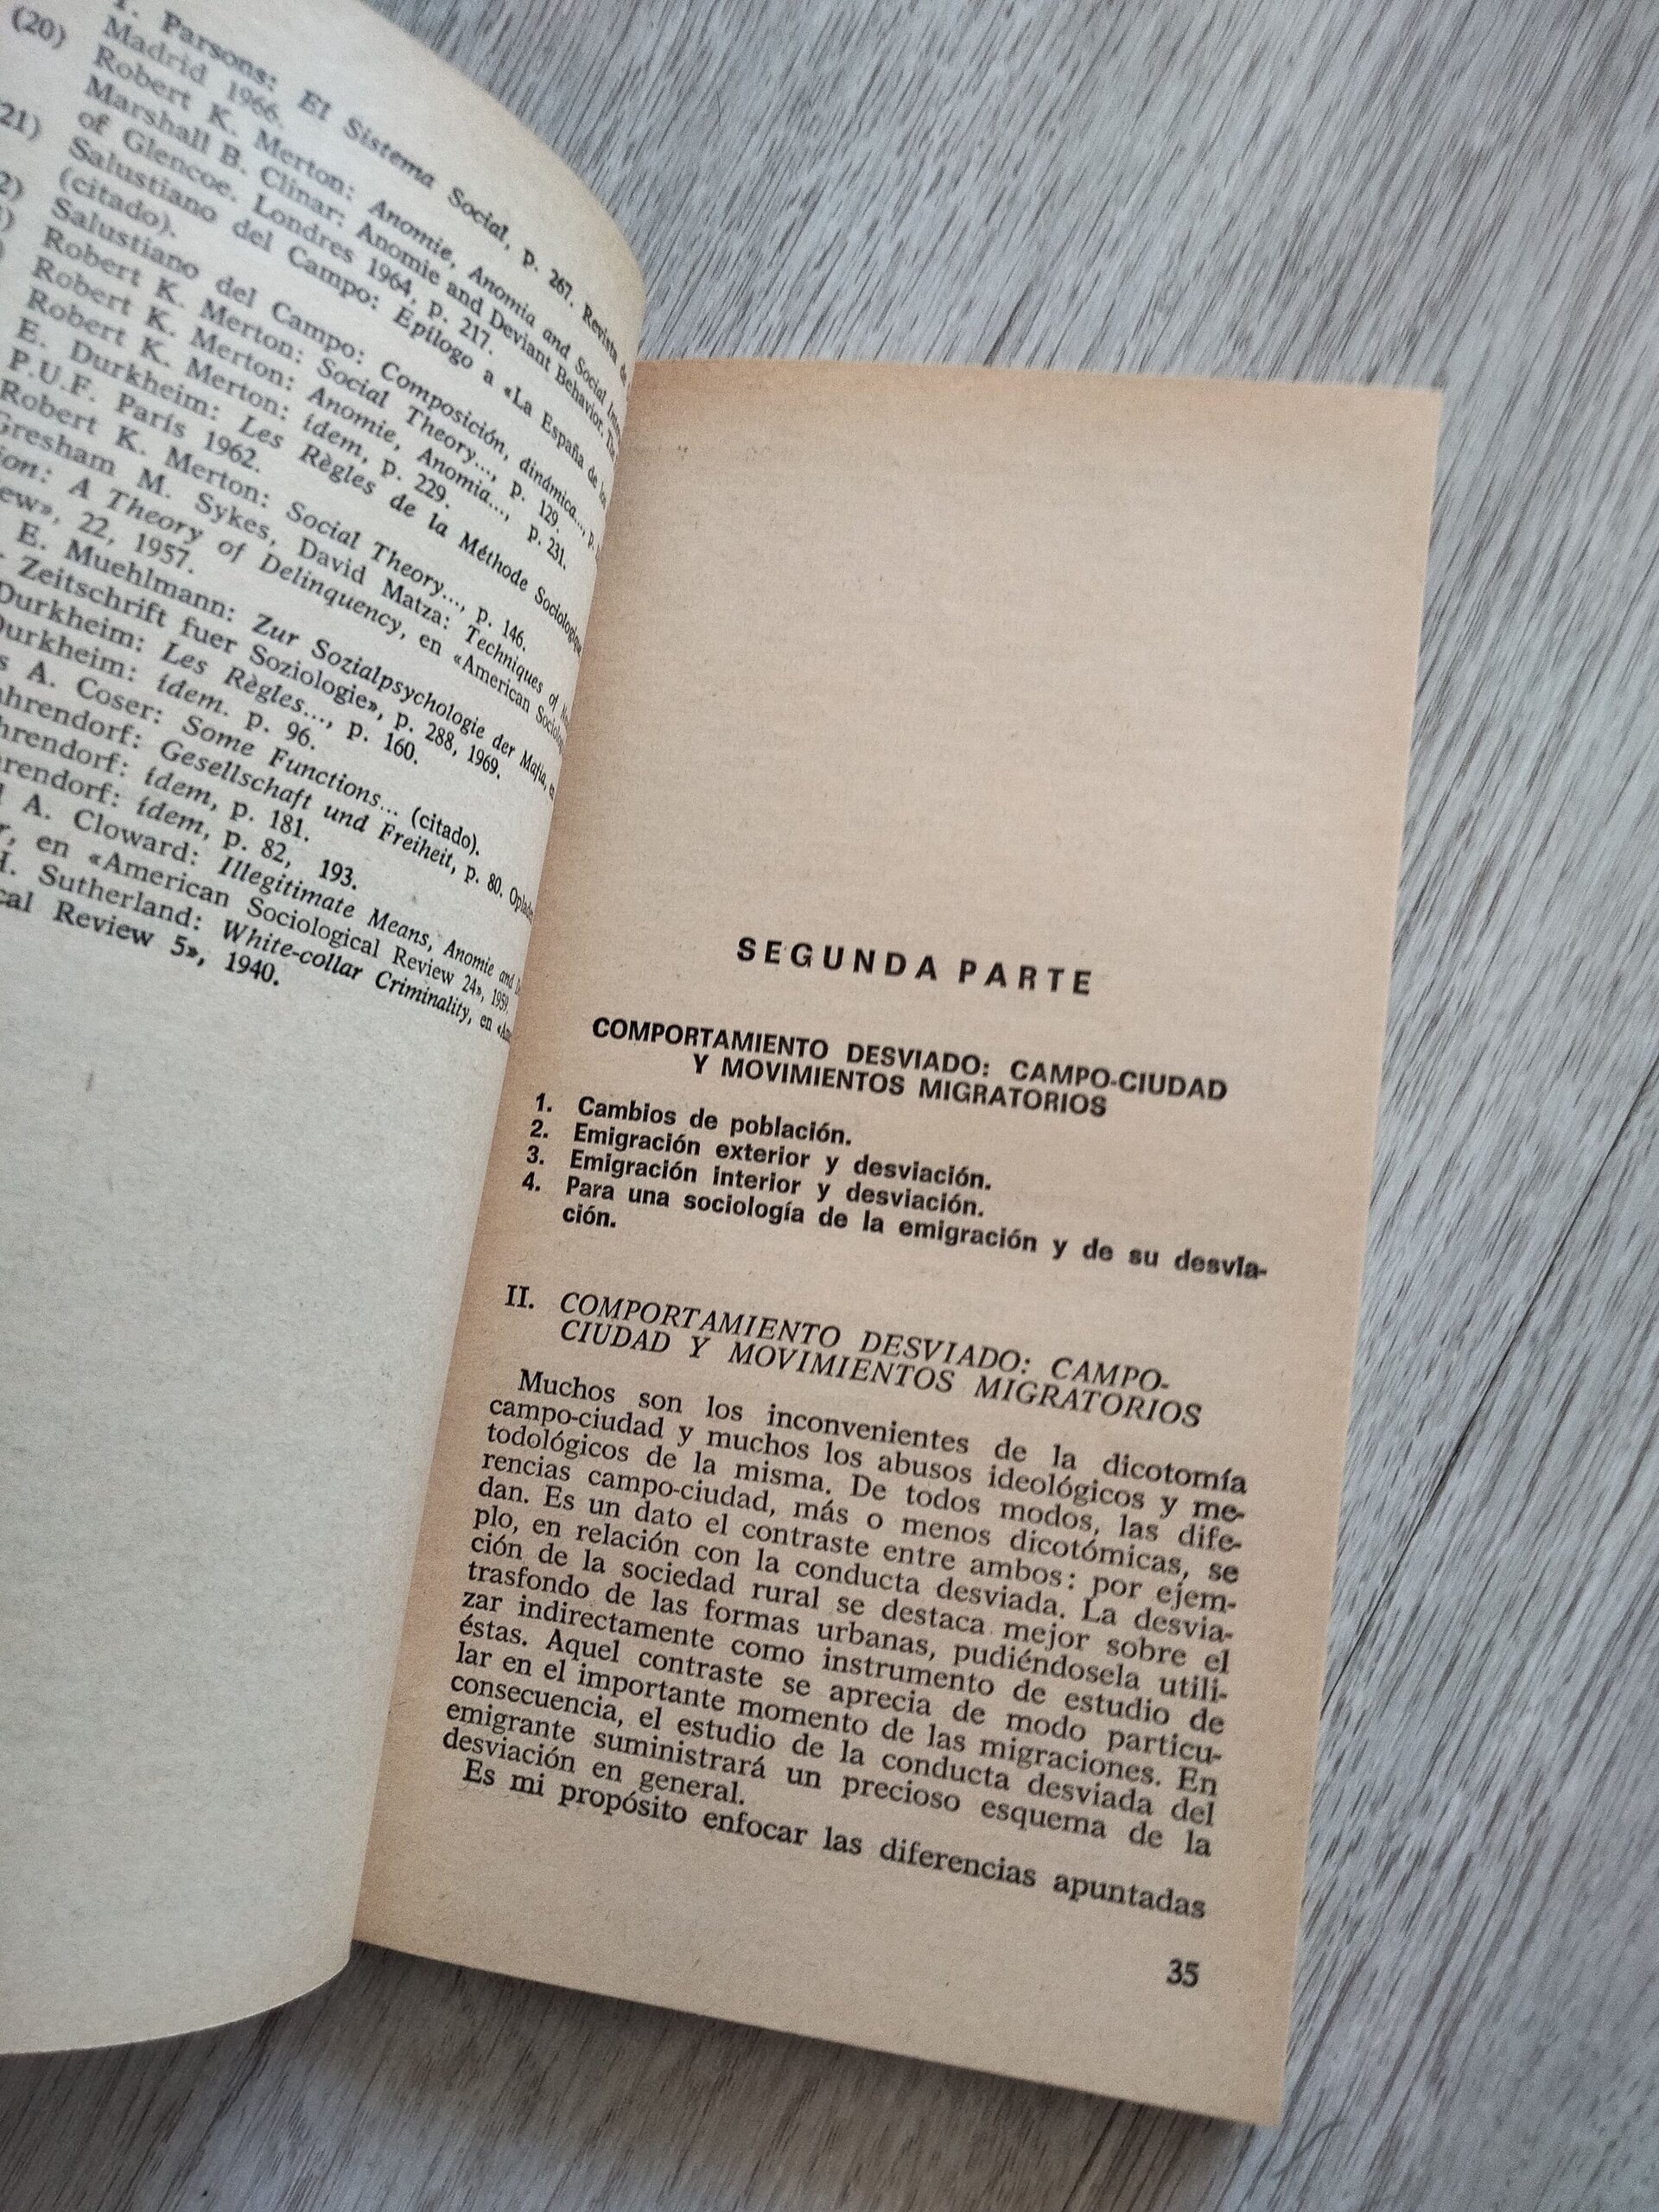 (20) T. Parsons: El Sistema Social, p. 267. Revista de
Madrid 1966.
Robert K. Merton: Anomie, Anomia and Social
Marshall B. Clinar: Anomie and Deviant Behavior. The
of Glencoe. Londres 1964, p. 217.
21) Salustiano del Campo: Epílogo a «La España de los
(citado).
Salustiano del Campo: Composición, dinámica..., p.
Robert K. Merton: Social Theory..., p. 129.
Robert K. Merton: Anomie, Anomia..., p. 231.
Robert K. Merton: ídem, p. 229.
E. Durkheim: Les Règles de la Méthode Sociologique
P.U.F. París 1962.
Robert K. Merton: Social Theory..., p. 146.
Gresham M. Sykes, David Matza: Techniques of
ion: A Theory of Delinquency, en «American
ew», 22, 1957.
E. Muehlmann: Zur Sozialpsychologie der Mafia,
Zeitschrift fuer Soziologie», p. 288, 1969.
Durkheim: Les Règles..., p. 160.
Durkheim: ídem. p. 96.
s A. Coser: Some Functions... (citado).
ahrendorf: Gesellschaft und Freiheit, p. 80.
hrendorf: ídem, p. 181.
rendorf: ídem, p. 82, 193.
A. Cloward: Illegitimate Means, Anomie and
r, en «American Sociological Review 24», 1959.
H. Sutherland: White-collar Criminality, en
cal Review 5», 1940.
SEGUNDA PARTE
COMPORTAMIENTO DESVIADO: CAMPO-CIUDAD
Y MOVIMIENTOS MIGRATORIOS
1. Cambios de población.
2. Emigración exterior y desviación.
3. Emigración interior y desviación.
4. Para una sociología de la emigración y de su desvia-
ción.
II. COMPORTAMIENTO DESVIADO: CAMPO-
CIUDAD Y MOVIMIENTOS MIGRATORIOS
Muchos son los inconvenientes de la dicotomía
campo-ciudad y muchos los abusos ideológicos y me-
todológicos de la misma. De todos modos, las dife-
rencias campo-ciudad, más o menos dicotómicas, se
dan. Es un dato el contraste entre ambos: por ejem-
plo, en relación con la conducta desviada. La desvia-
ción de la sociedad rural se destaca mejor sobre el
trasfondo de las formas urbanas, pudiéndosela utili-
zar indirectamente como instrumento de estudio de
éstas. Aquel contraste se aprecia de modo particu-
lar en el importante momento de las migraciones. En
consecuencia, el estudio de la conducta desviada del
emigrante suministrará un precioso esquema de la
desviación en general.
Es mi propósito enfocar las diferencias apuntadas
35